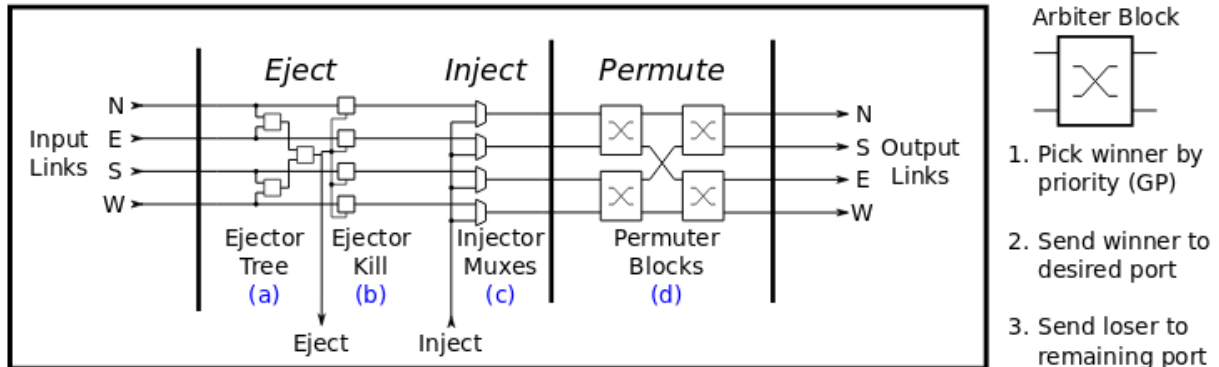 Eject
Inject
Permute
N
E
S
W
Input
Links
N
S
E
W
Output
Links
Ejector
Tree
(a)
Ejector
Kill
(b)
Injector
Muxes
(c)
Permuter
Blocks
(d)
Eject
Inject
Arbiter Block
1. Pick winner by
priority (GP)
2. Send winner to
desired port
3. Send loser to
remaining port